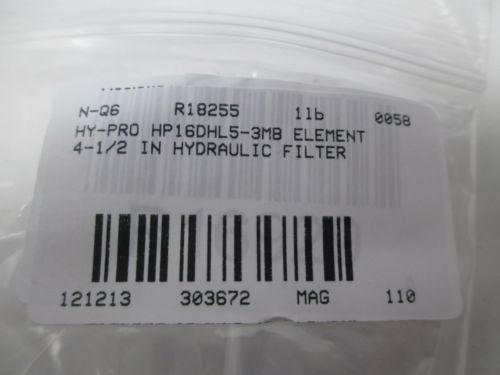 N-Q6 R18255 1lb 0058
HY-PRO HP16DHL5-3MB ELEMENT
4-1/2 IN HYDRAULIC FILTER
121213 303672 MAG 110